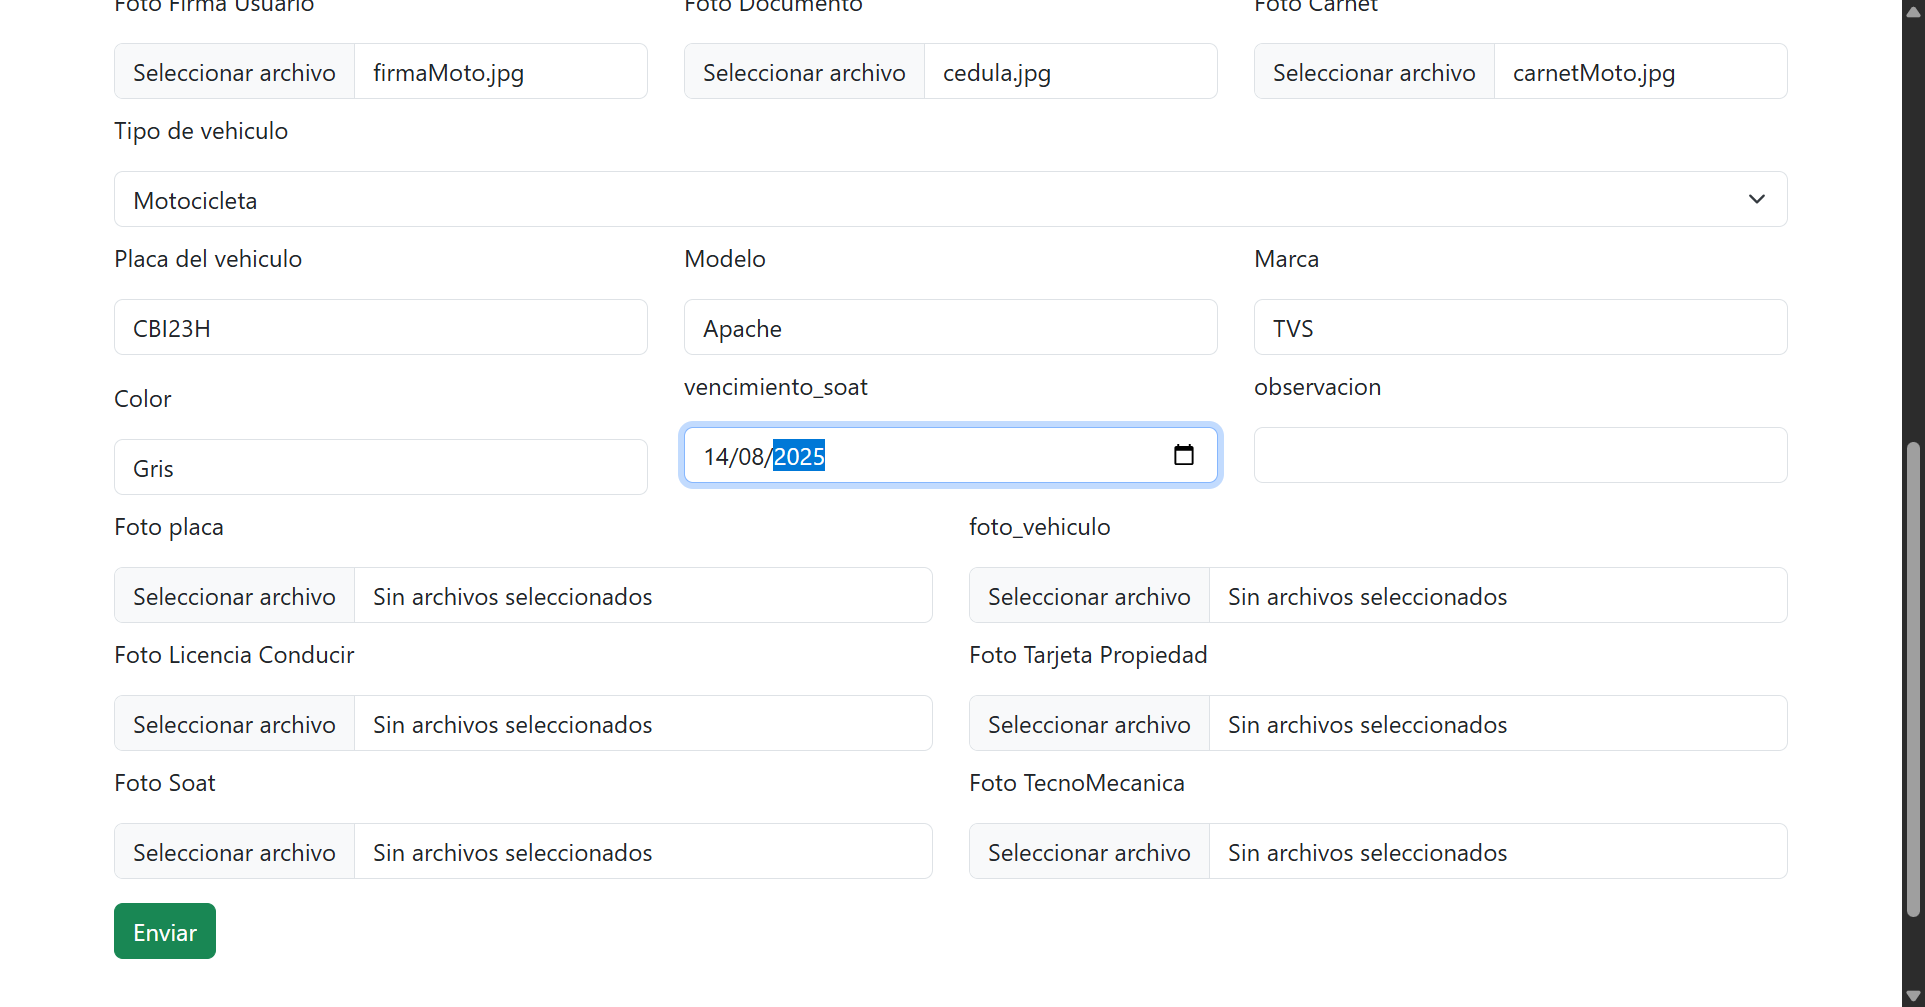 Foto Firma Usuario
Foto Documento
Foto Carnet
Seleccionar archivo firmaMoto.jpg
Seleccionar archivo cedula.jpg
Seleccionar archivo carnetMoto.jpg
Tipo de vehiculo
Motocicleta
Placa del vehiculo
Modelo
Marca
CBI23H
Apache
TVS
Color
vencimiento_soat
observacion
Gris
14/08/2025
Foto placa
foto_vehiculo
Seleccionar archivo Sin archivos seleccionados
Seleccionar archivo Sin archivos seleccionados
Foto Licencia Conducir
Foto Tarjeta Propiedad
Seleccionar archivo Sin archivos seleccionados
Seleccionar archivo Sin archivos seleccionados
Foto Soat
Foto TecnoMecanica
Seleccionar archivo Sin archivos seleccionados
Seleccionar archivo Sin archivos seleccionados
Enviar